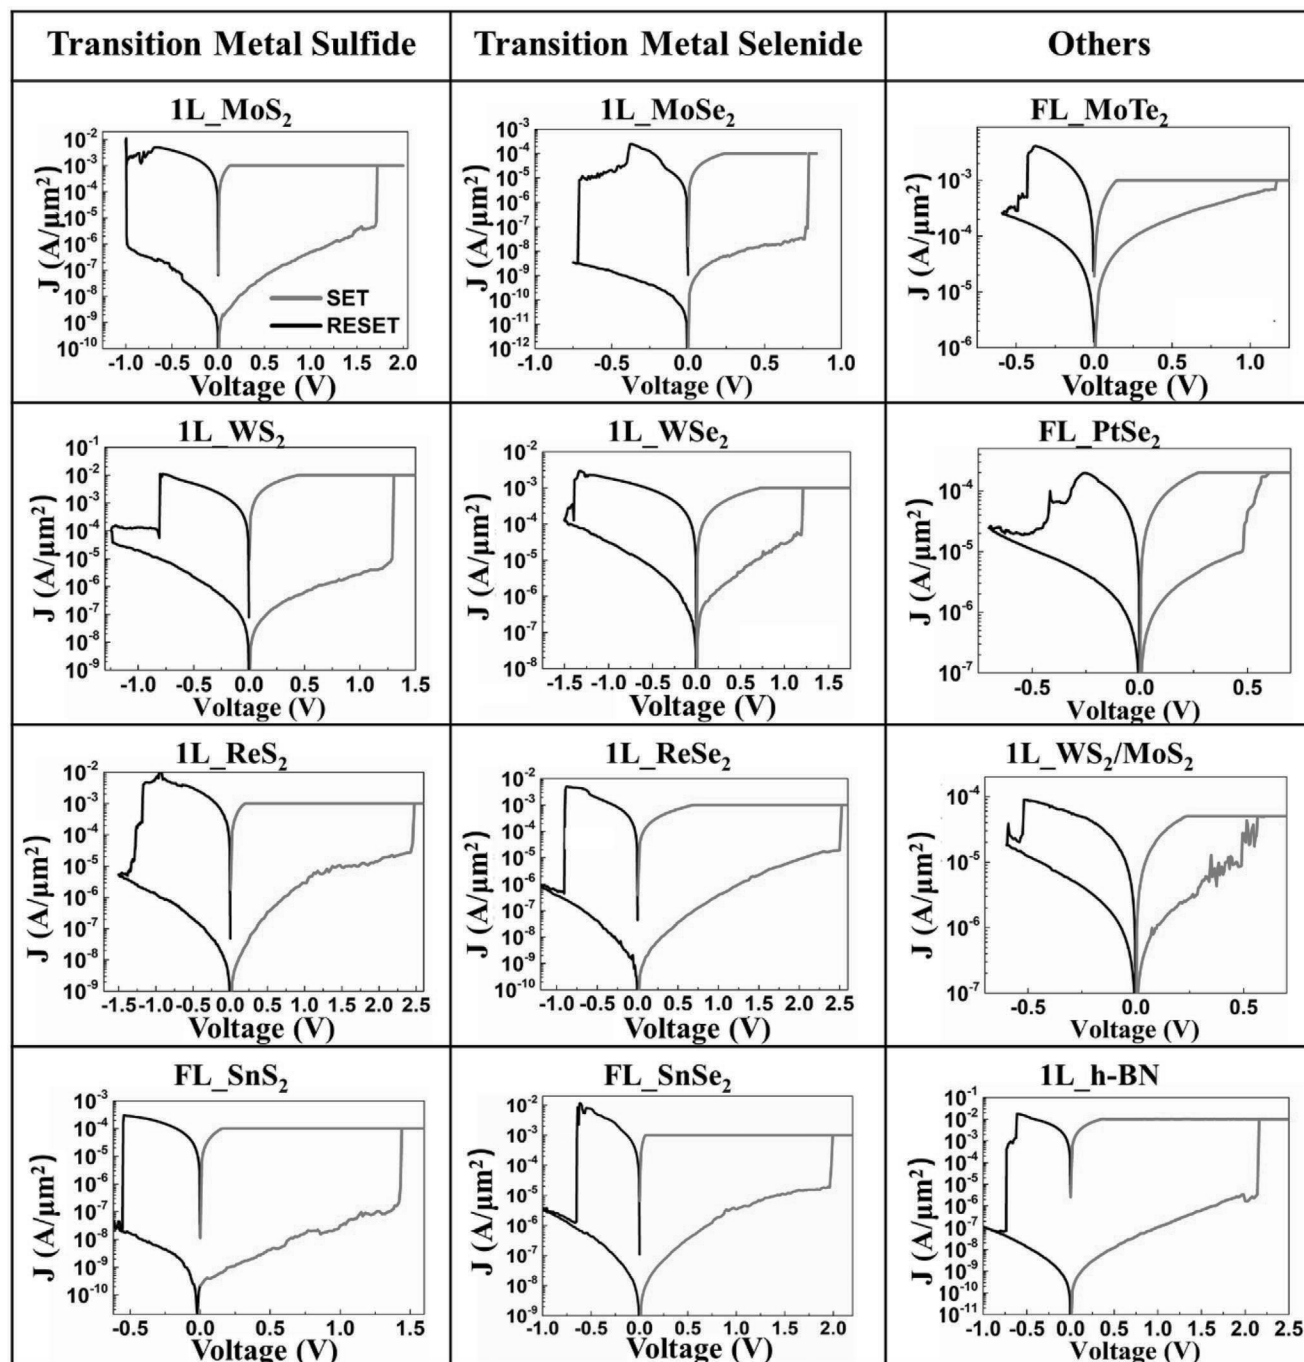 Transition Metal Sulfide
Transition Metal Selenide
Others
1L_MoS₂
10⁻²
10⁻³
10⁻⁴
10⁻⁵
10⁻⁶
10⁻⁷
10⁻⁸
10⁻⁹
10⁻¹⁰
J (A/μm²)
SET
RESET
-1.0 -0.5 0.0 0.5 1.0 1.5 2.0
Voltage (V)
1L_MoSe₂
10⁻³
10⁻⁴
10⁻⁵
10⁻⁶
10⁻⁷
10⁻⁸
10⁻⁹
10⁻¹⁰
10⁻¹¹
10⁻¹²
J (A/μm²)
-1.0 -0.5 0.0 0.5 1.0
Voltage (V)
FL_MoTe₂
10⁻³
10⁻⁴
10⁻⁵
10⁻⁶
J (A/μm²)
-0.5 0.0 0.5 1.0
Voltage (V)
1L_WS₂
10⁻¹
10⁻²
10⁻³
10⁻⁴
10⁻⁵
10⁻⁶
10⁻⁷
10⁻⁸
10⁻⁹
J (A/μm²)
-1.0 -0.5 0.0 0.5 1.0 1.5
Voltage (V)
1L_WSe₂
10⁻²
10⁻³
10⁻⁴
10⁻⁵
10⁻⁶
10⁻⁷
10⁻⁸
J (A/μm²)
-1.5 -1.0 -0.5 0.0 0.5 1.0 1.5
Voltage (V)
FL_PtSe₂
10⁻⁴
10⁻⁵
10⁻⁶
10⁻⁷
J (A/μm²)
-0.5 0.0 0.5
Voltage (V)
1L_ReS₂
10⁻²
10⁻³
10⁻⁴
10⁻⁵
10⁻⁶
10⁻⁷
10⁻⁸
10⁻⁹
J (A/μm²)
-1.5 -1.0 -0.5 0.0 0.5 1.0 1.5 2.0 2.5
Voltage (V)
1L_ReSe₂
10⁻²
10⁻³
10⁻⁴
10⁻⁵
10⁻⁶
10⁻⁷
10⁻⁸
10⁻⁹
10⁻¹⁰
J (A/μm²)
-1.0 -0.5 0.0 0.5 1.0 1.5 2.0 2.5
Voltage (V)
1L_WS₂/MoS₂
10⁻⁴
10⁻⁵
10⁻⁶
10⁻⁷
J (A/μm²)
-0.5 0.0 0.5
Voltage (V)
FL_SnS₂
10⁻³
10⁻⁴
10⁻⁵
10⁻⁶
10⁻⁷
10⁻⁸
10⁻⁹
10⁻¹⁰
J (A/μm²)
-0.5 0.0 0.5 1.0 1.5
Voltage (V)
FL_SnSe₂
10⁻²
10⁻³
10⁻⁴
10⁻⁵
10⁻⁶
10⁻⁷
10⁻⁸
10⁻⁹
J (A/μm²)
-1.0 -0.5 0.0 0.5 1.0 1.5 2.0
Voltage (V)
1L_h-BN
10⁻¹
10⁻²
10⁻³
10⁻⁴
10⁻⁵
10⁻⁶
10⁻⁷
10⁻⁸
10⁻⁹
10⁻¹⁰
10⁻¹¹
J (A/μm²)
-1.0 -0.5 0.0 0.5 1.0 1.5 2.0 2.5
Voltage (V)